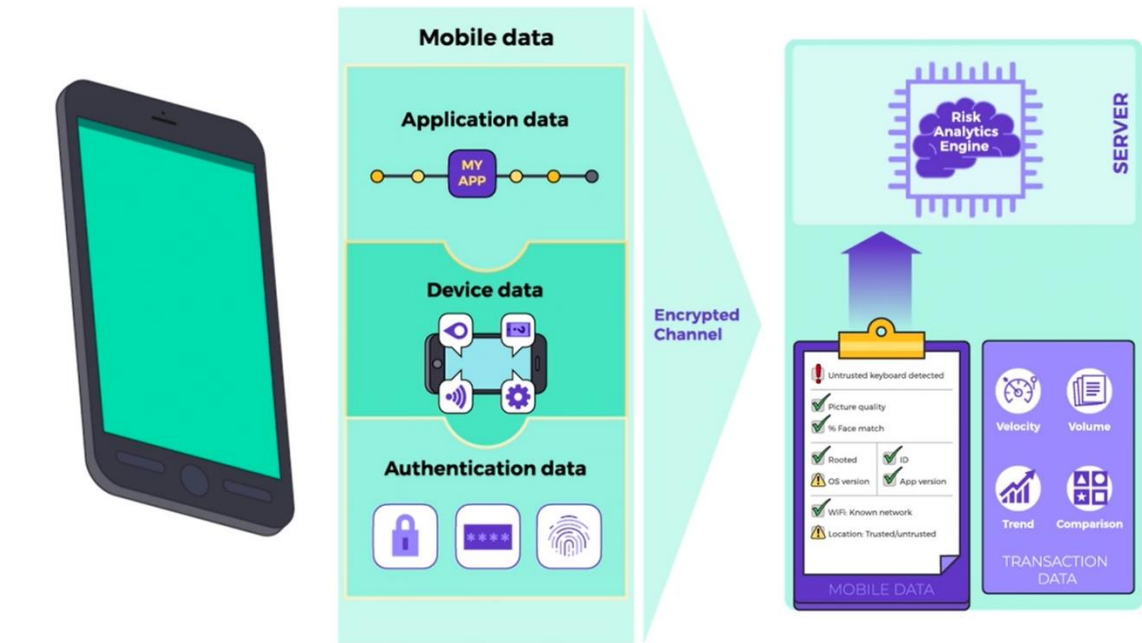 Mobile data
Application data
MY
APP
Device data
Authentication data
****
Encrypted
Channel
Risk
Analytics
Engine
SERVER
Untrusted keyboard detected
Picture quality
% Face match
Rooted
ID
OS version
App version
WiFi: Known network
Location: Trusted/untrusted
MOBILE DATA
Velocity
Volume
Trend
Comparison
TRANSACTION
DATA